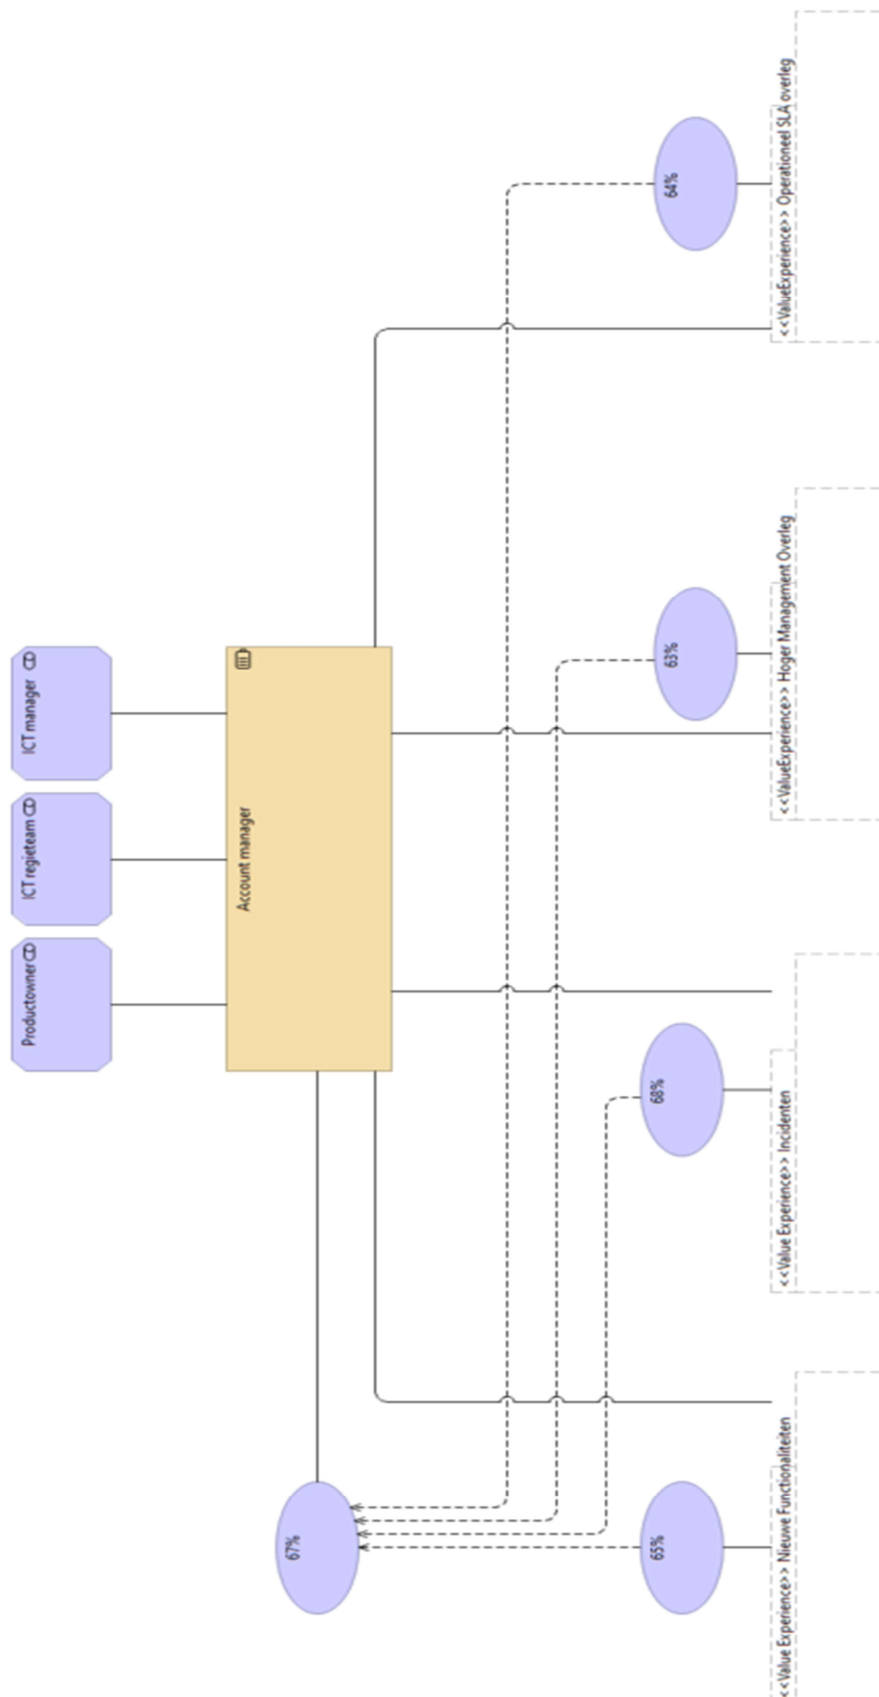 Productowner
ICT regieteam
ICT manager
Account manager
67%
65%
68%
63%
64%
<<Value Experience>> Nieuwe Functionaliteiten
<<Value Experience>> Incidenten
<<ValueExperience>> Hoger Management Overleg
<<ValueExperience>> Operationeel SLA overleg